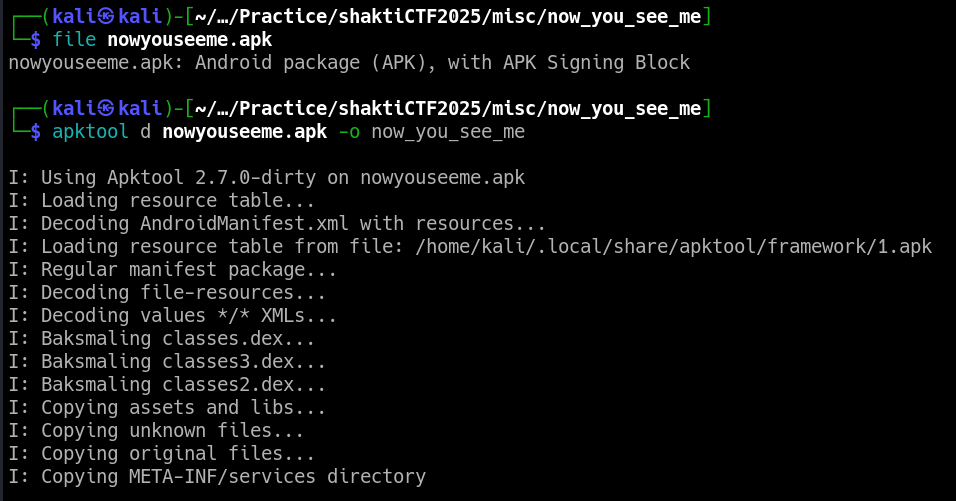 ┌──(kali㉿kali)-[~/…/Practice/shaktiCTF2025/misc/now_you_see_me]
└─$ file nowyouseeme.apk
nowyouseeme.apk: Android package (APK), with APK Signing Block
┌──(kali㉿kali)-[~/…/Practice/shaktiCTF2025/misc/now_you_see_me]
└─$ apktool d nowyouseeme.apk -o now_you_see_me
I: Using Apktool 2.7.0-dirty on nowyouseeme.apk
I: Loading resource table...
I: Decoding AndroidManifest.xml with resources...
I: Loading resource table from file: /home/kali/.local/share/apktool/framework/1.apk
I: Regular manifest package...
I: Decoding file-resources...
I: Decoding values */* XMLs...
I: Baksmaling classes.dex...
I: Baksmaling classes3.dex...
I: Baksmaling classes2.dex...
I: Copying assets and libs...
I: Copying unknown files...
I: Copying original files...
I: Copying META-INF/services directory